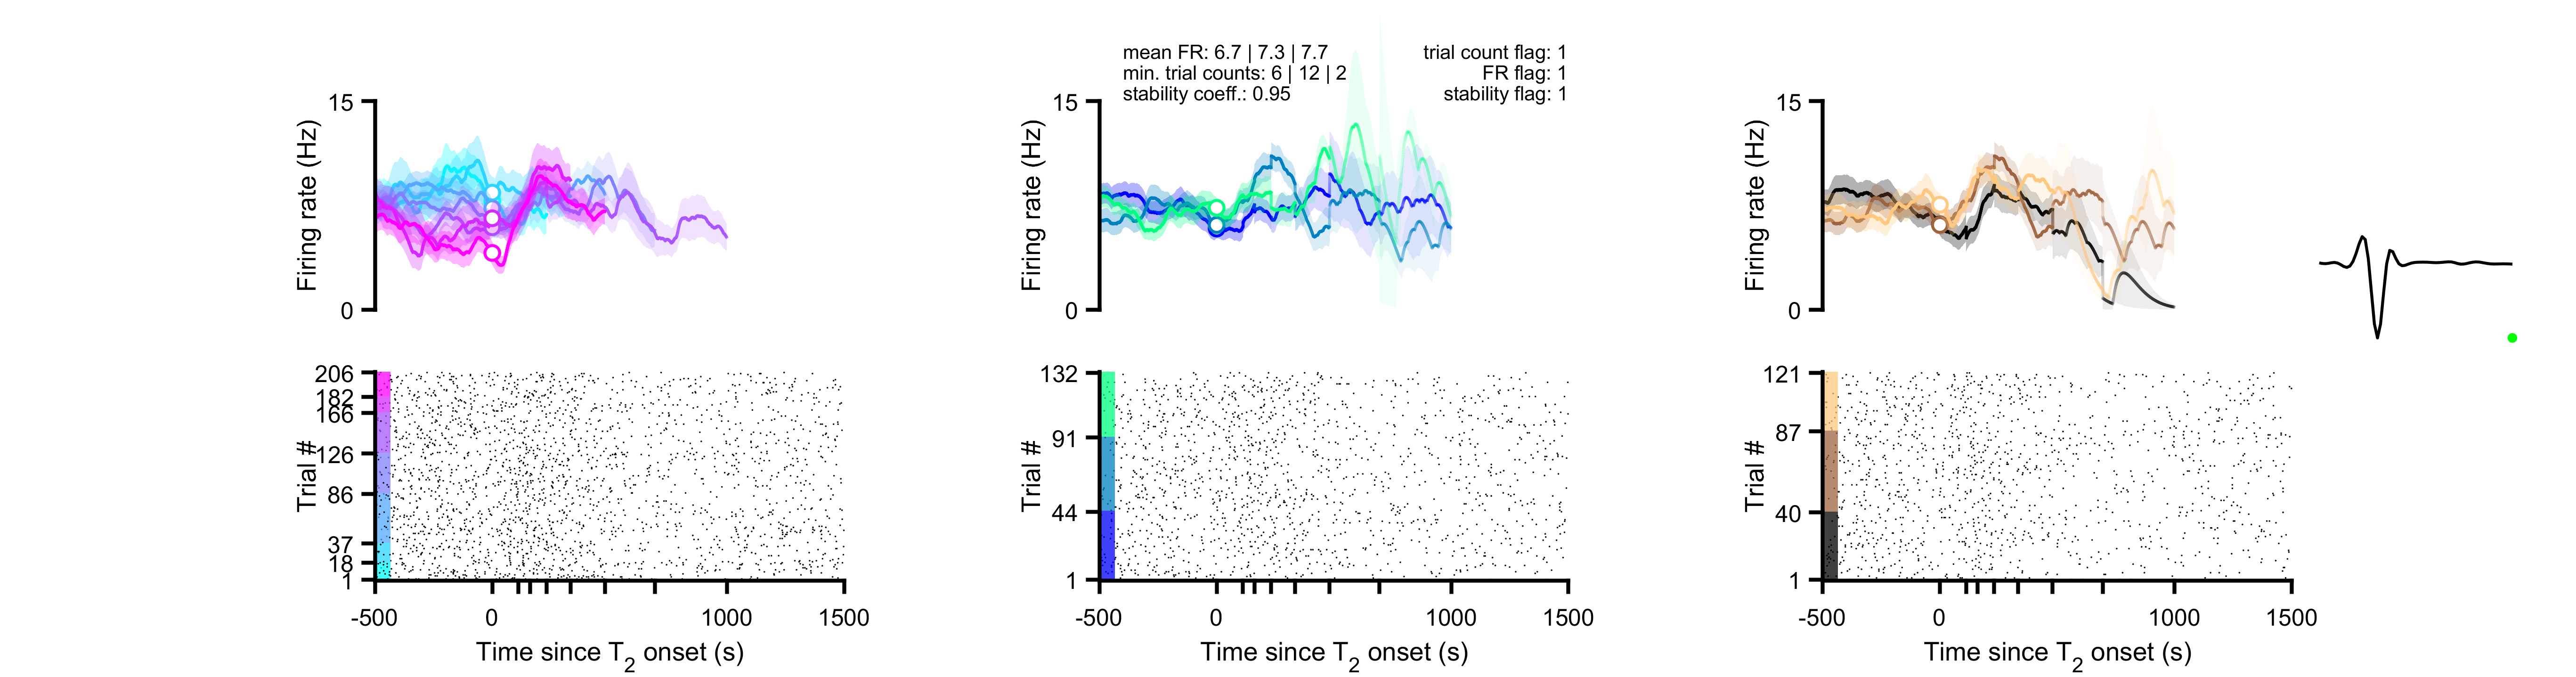 mean FR: 6.7 | 7.3 | 7.7
min. trial counts: 6 | 12 | 2
stability coeff.: 0.95
trial count flag: 1
FR flag: 1
stability flag: 1
Firing rate (Hz)
15
0
Firing rate (Hz)
15
0
Firing rate (Hz)
15
0
Trial #
206
182
166
126
86
37
18
1
-500
0
1000
1500
Time since T2 onset (s)
Trial #
132
91
44
1
-500
0
1000
1500
Time since T2 onset (s)
Trial #
121
87
40
1
-500
0
1000
1500
Time since T2 onset (s)